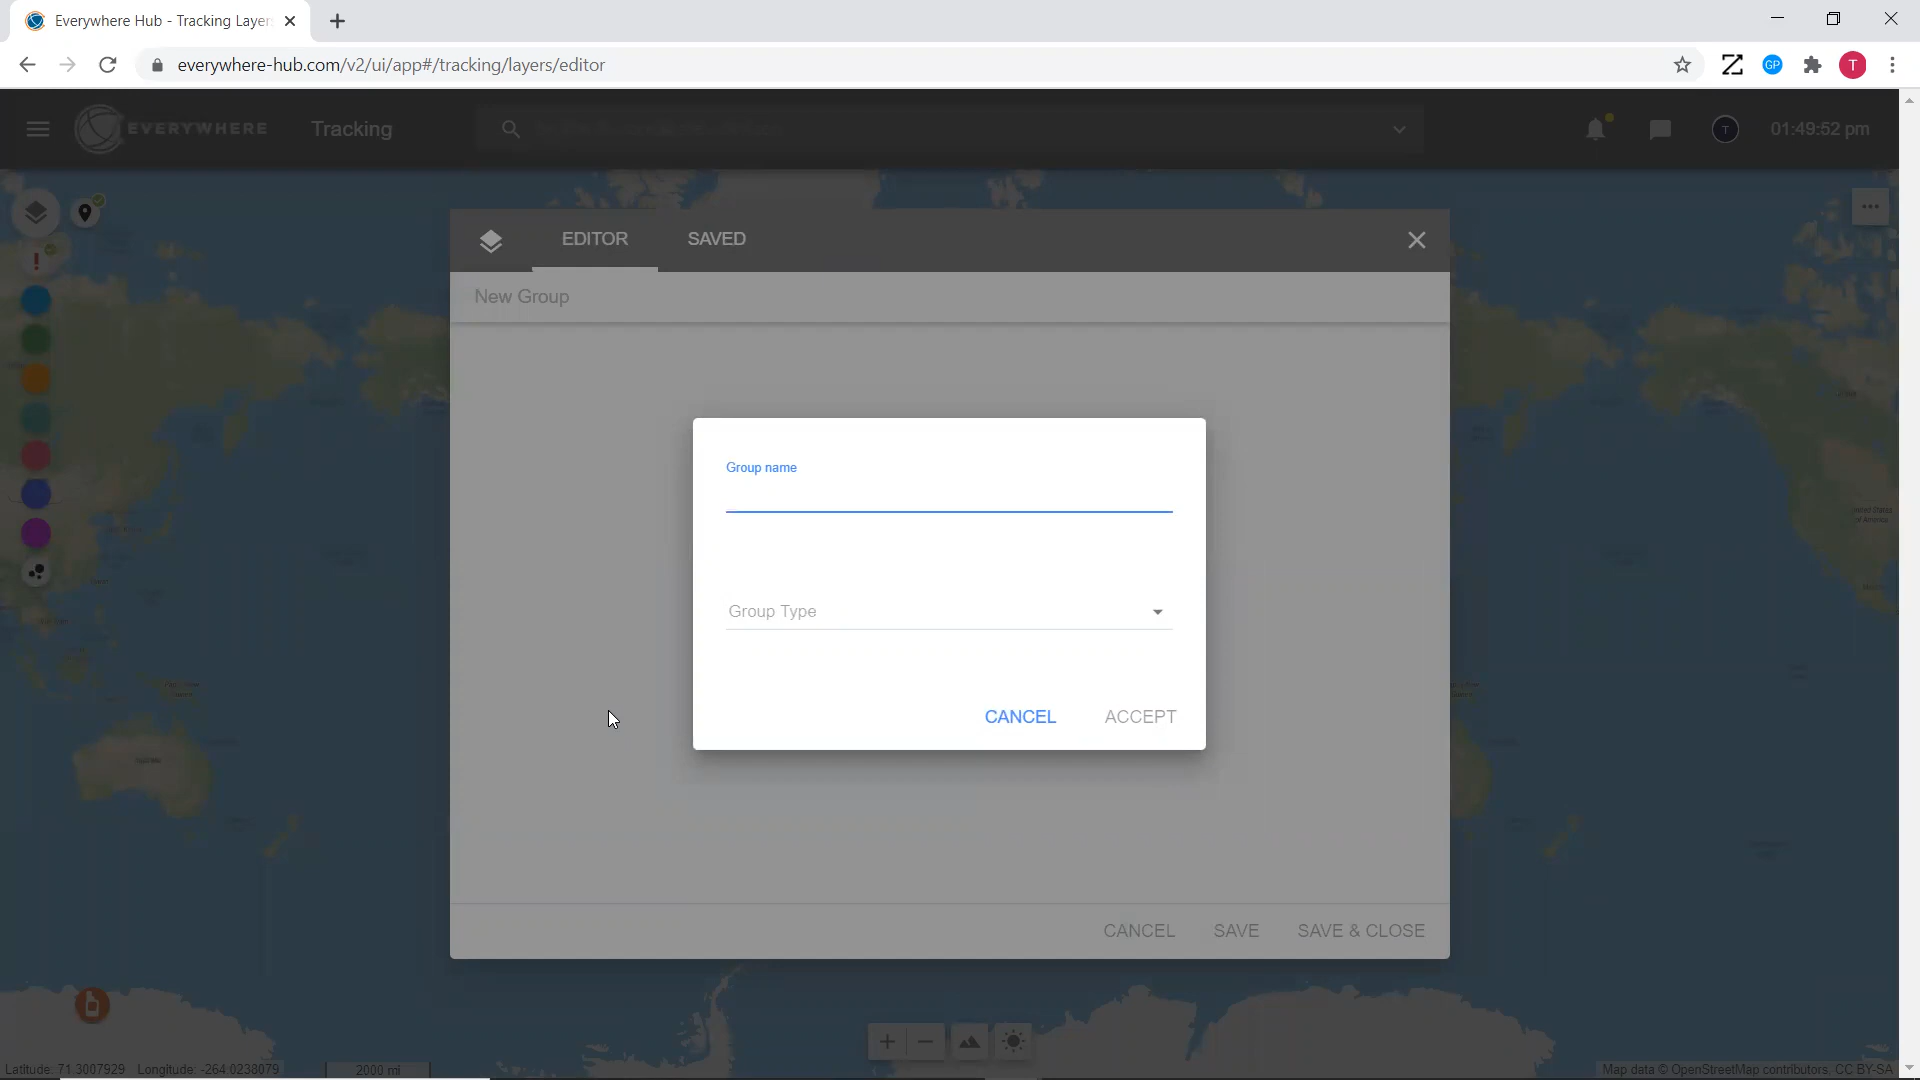 Everywhere Hub - Tracking Layer
everywhere-hub.com/v2/ui/app#/tracking/layers/editor
GP
T
EVERYWHERE
Tracking
T
01:49:52 pm
EDITOR
SAVED
New Group
Group name
Group Type
CANCEL
ACCEPT
CANCEL
SAVE
SAVE & CLOSE
Latitude: 71.3007929 Longitude: -264.0238079
2000 mi
Map data © OpenStreetMap contributors, CC BY-SA